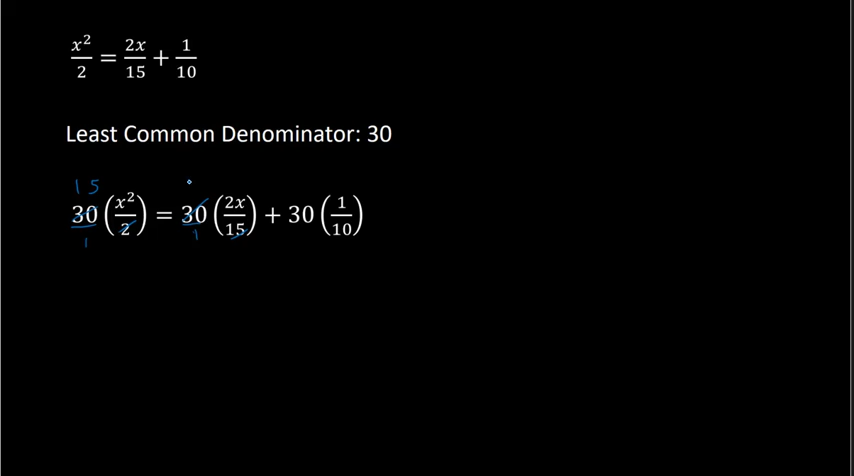 x²/2 = 2x/15 + 1/10
Least Common Denominator: 30
15
30/1 (x²/2) = 30/1 (2x/15) + 30 (1/10)